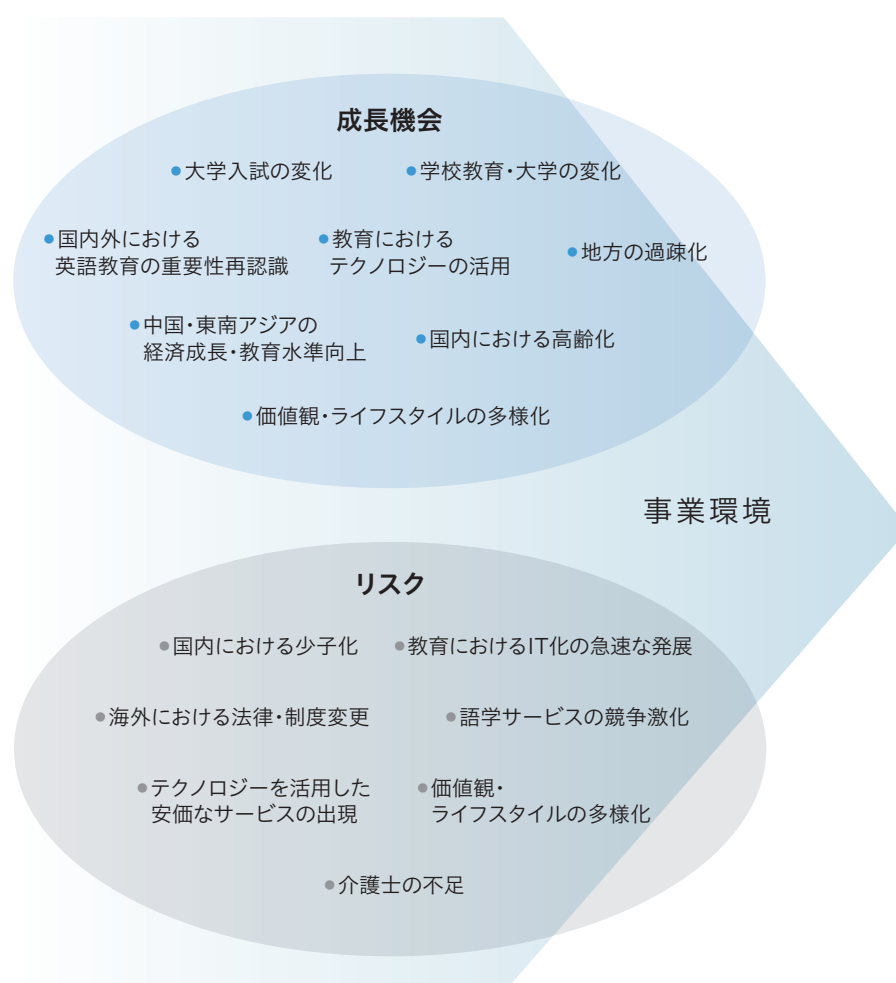 成長機会
●大学入試の変化 ●学校教育・大学の変化
●国内外における
英語教育の重要性再認識
●教育における
テクノロジーの活用
●地方の過疎化
●中国・東南アジアの
経済成長・教育水準向上
●国内における高齢化
●価値観・ライフスタイルの多様化
事業環境
リスク
●国内における少子化 ●教育におけるIT化の急速な発展
●海外における法律・制度変更 ●語学サービスの競争激化
●テクノロジーを活用した
安価なサービスの出現
●価値観・
ライフスタイルの多様化
●介護士の不足